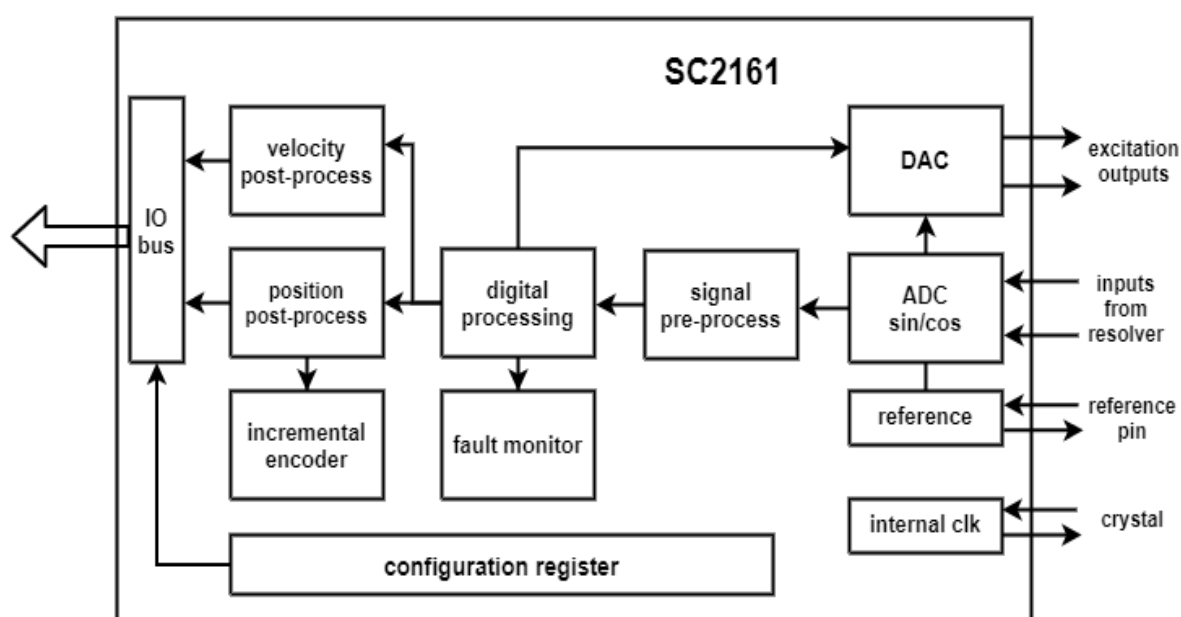 SC2161
IO
bus
velocity
post-process
position
post-process
incremental
encoder
digital
processing
fault monitor
signal
pre-process
DAC
ADC
sin/cos
reference
internal clk
configuration register
excitation
outputs
inputs
from
resolver
reference
pin
crystal